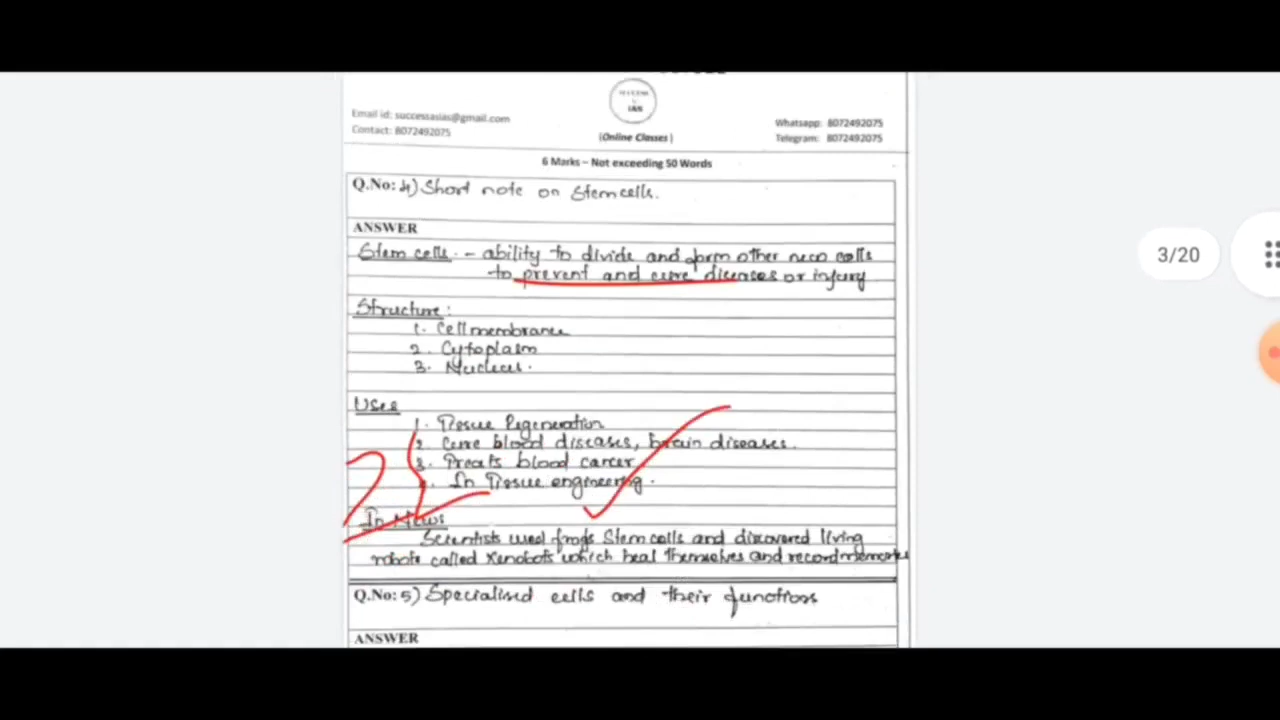 SUCCESS
IAS
Email id: successasias@gmail.com
Contact: 8072492075
(Online Classes)
Whatsapp: 8072492075
Telegram: 8072492075
6 Marks – Not exceeding 50 Words
Q.No: 4) Short note on Stem cells.
ANSWER
Stem cells - ability to divide and form other new cells
to prevent and cure diseases or injury
Structure:
1. Cell membrane
2. Cytoplasm
3. Nucleus.
Uses
1. Tissue Regeneration
2. Cure blood diseases, brain diseases.
3. Treats blood cancer
4. In Tissue engineering.
In News
Scientists used frogs Stem cells and discovered living
robots called Xenobots which heal themselves and record memories
Q.No: 5) Specialised cells and their functions
ANSWER
3/20